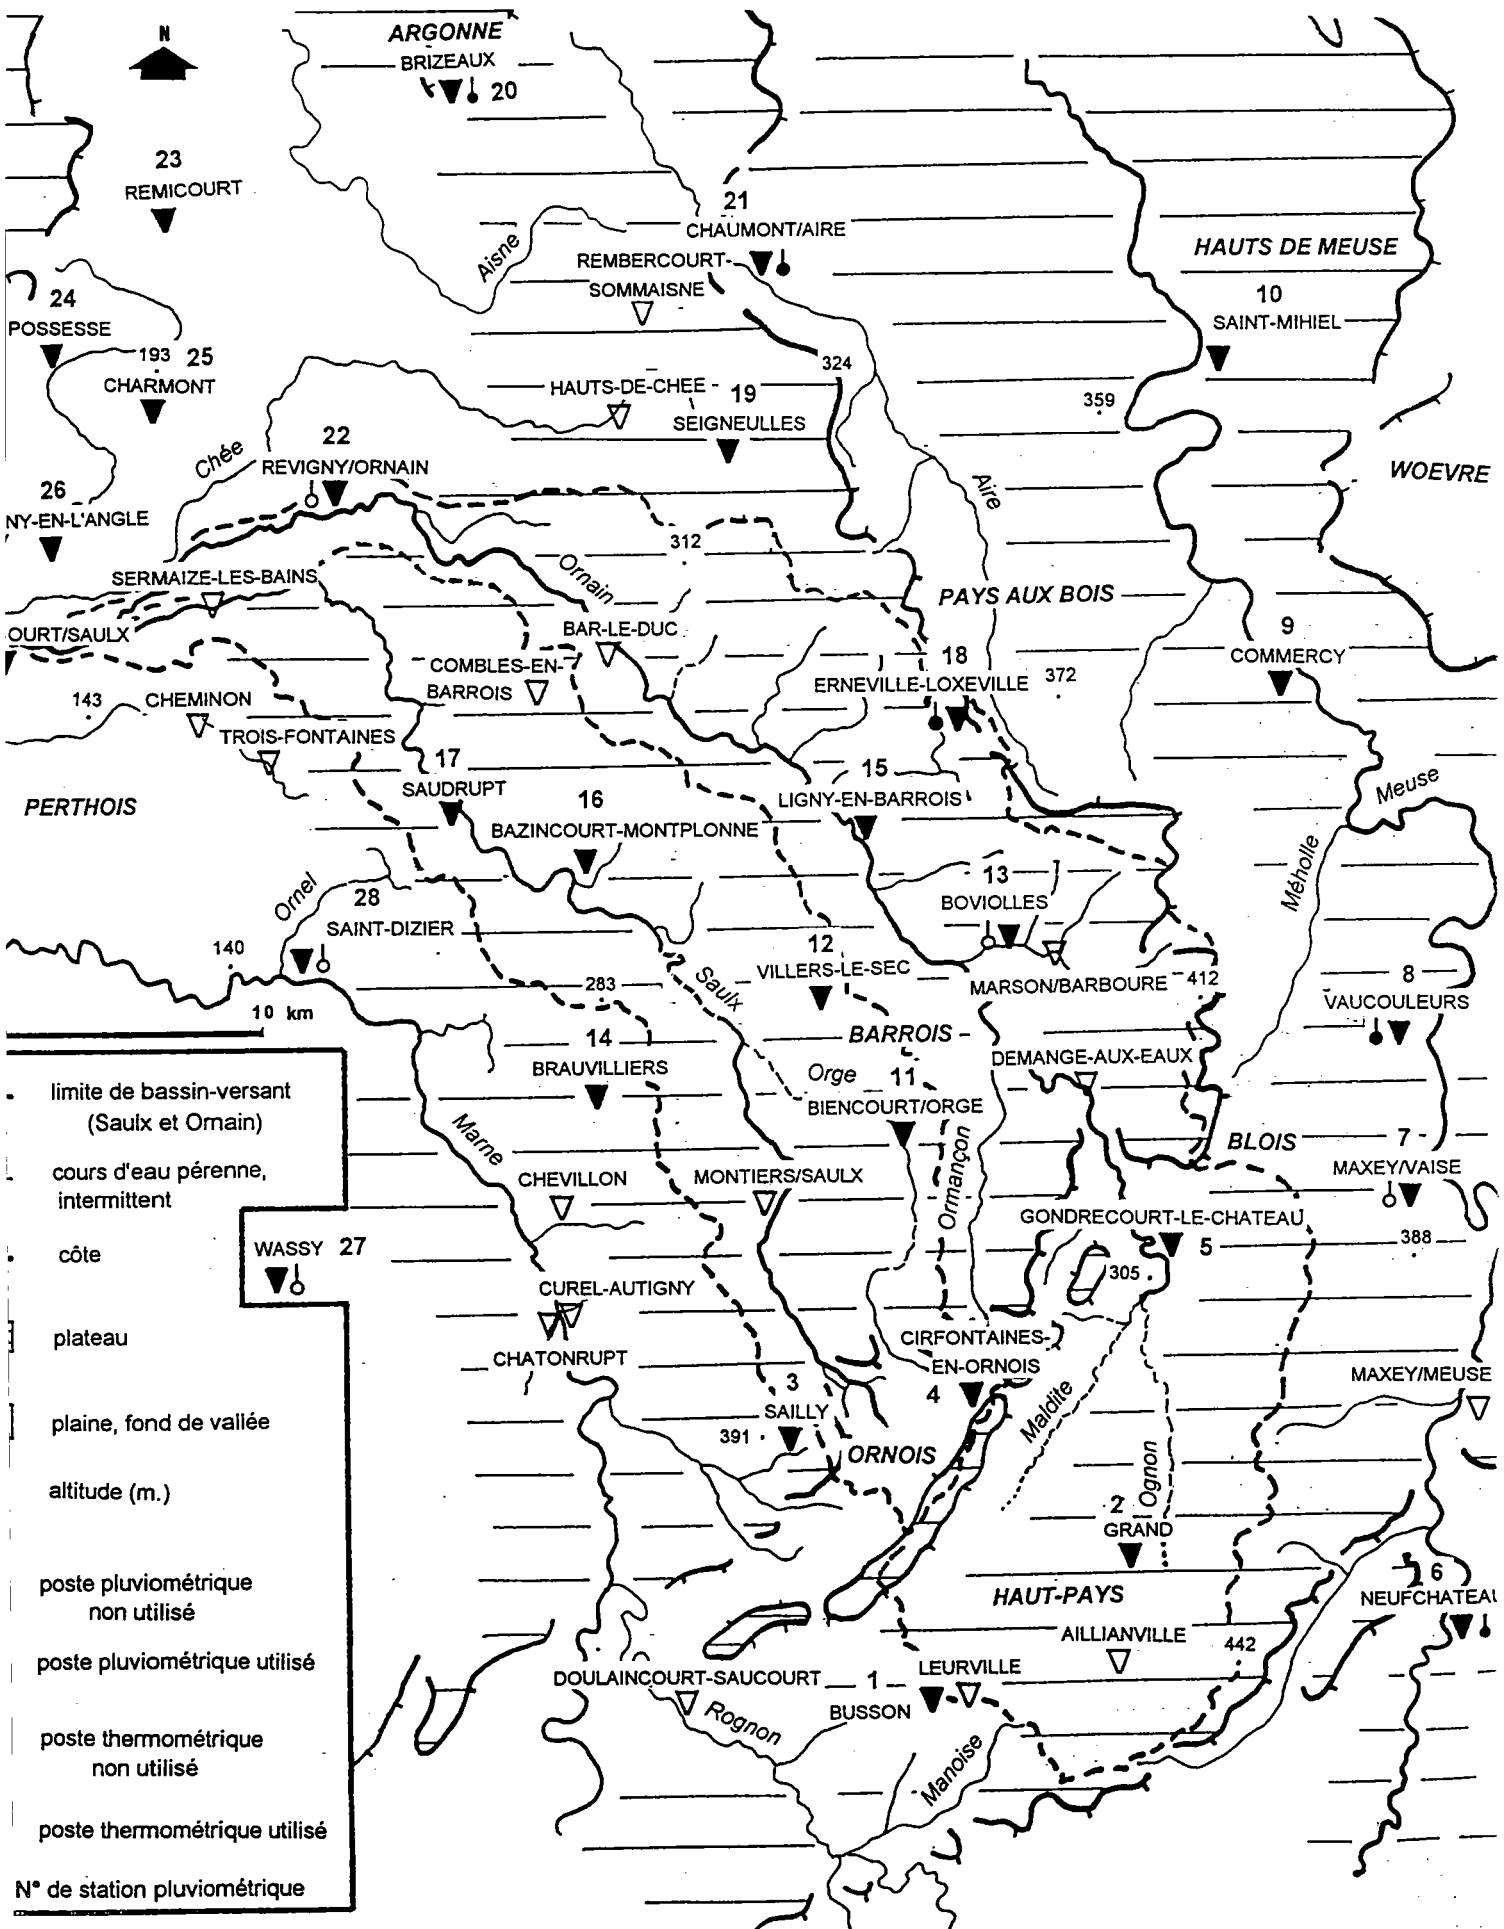 N
ARGONNE
BRIZEAUX
20
23
REMICOURT
21
CHAUMONT/AIRE
Aisne
REMBERCOURT-
SOMMAISNE
HAUTS DE MEUSE
10
SAINT-MIHIEL
24
POSSESSE
193
25
CHARMONT
324
HAUTS-DE-CHEE
19
SEIGNEULLES
359
Chée
22
REVIGNY/ORNAIN
Aire
WOEVRE
26
NY-EN-L'ANGLE
312
Ornain
SERMAIZE-LES-BAINS
PAYS AUX BOIS
OURT/SAULX
BAR-LE-DUC
9
COMMERCY
COMBLES-EN-
BARROIS
18
ERNEVILLE-LOXEVILLE
372
143
CHEMINON
TROIS-FONTAINES
17
SAUDRUPT
15
LIGNY-EN-BARROIS
Meuse
PERTHOIS
16
BAZINCOURT-MONTPLONNE
Méholle
Ornel
28
SAINT-DIZIER
13
BOVIOLLES
140
12
VILLERS-LE-SEC
MARSON/BARBOURE
412
8
VAUCOULEURS
283
Saulx
10 km
BARROIS
14
BRAUVILLIERS
DEMANGE-AUX-EAUX
Orge
11
BIENCOURT/ORGE
limite de bassin-versant
(Saulx et Ornain)
Marne
BLOIS
7
MAXEY/VAISE
cours d'eau pérenne,
intermittent
CHEVILLON
MONTIERS/SAULX
Ormançon
GONDRECOURT-LE-CHATEAU
5
388
côte
WASSY
27
305
CUREL-AUTIGNY
plateau
CHATONRUPT
CIRFONTAINES-
EN-ORNOIS
4
MAXEY/MEUSE
3
SAILLY
391
Maldite
plaine, fond de vallée
ORNOIS
Ognon
altitude (m.)
2
GRAND
poste pluviométrique
non utilisé
HAUT-PAYS
6
NEUFCHATEAU
AILLIANVILLE
442
poste pluviométrique utilisé
DOULAINCOURT-SAUCOURT
1
BUSSON
LEURVILLE
Rognon
poste thermométrique
non utilisé
Manoise
poste thermométrique utilisé
N° de station pluviométrique